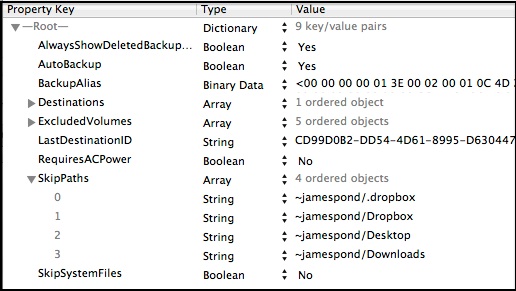 Property Key Type Value
—Root— Dictionary 9 key/value pairs
AlwaysShowDeletedBackup... Boolean Yes
AutoBackup Boolean Yes
BackupAlias Binary Data <00 00 00 00 01 3E 00 02 00 01 0C 4D
Destinations Array 1 ordered object
ExcludedVolumes Array 5 ordered objects
LastDestinationID String CD99D0B2-DD54-4D61-8995-D630447
RequiresACPower Boolean No
SkipPaths Array 4 ordered objects
0 String ~jamespond/.dropbox
1 String ~jamespond/Dropbox
2 String ~jamespond/Desktop
3 String ~jamespond/Downloads
SkipSystemFiles Boolean No